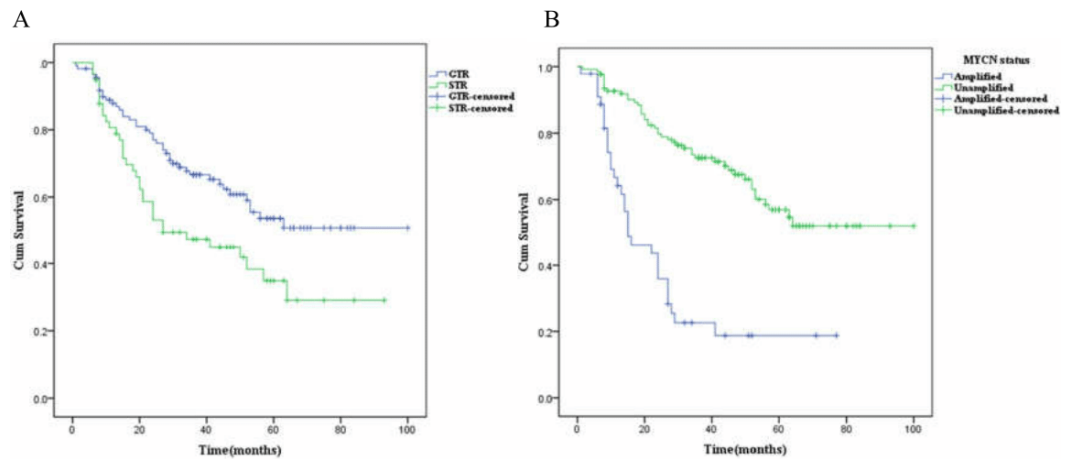 A
.0
0.8
0.6
0.4
0.2
0.0
Cum Survival
0 20 40 60 80 100
Time(months)
GTR
STR
GTR-censored
STR-censored
B
1.0
0.8
0.6
0.4
0.2
0.0
Cum Survival
0 20 40 60 80 100
Time(months)
MYCN status
Amplified
Unamplified
Amplified-censored
Unamplified-censored